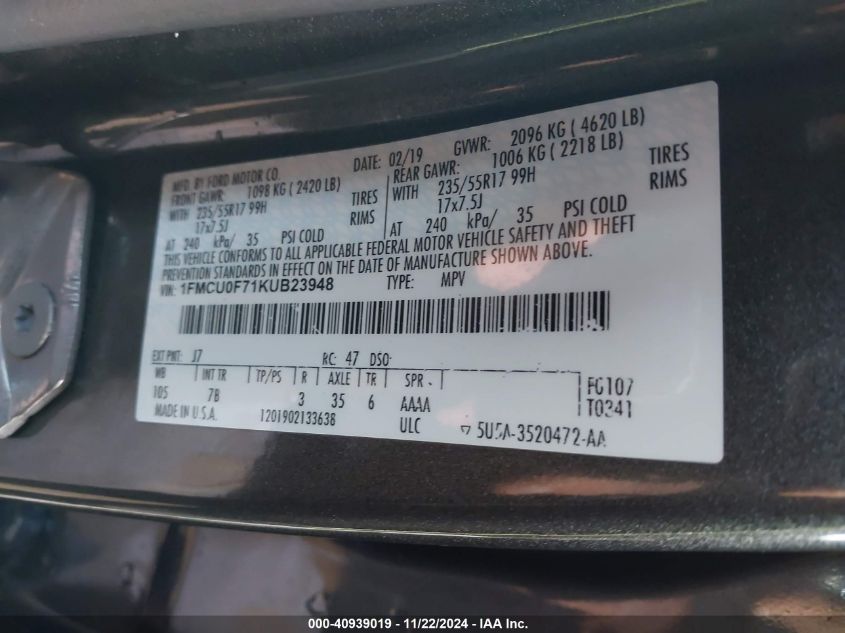 MFD. BY FORD MOTOR CO. DATE: 02/19 GVWR: 2096 KG ( 4620 LB)
FRONT GAWR: 1098 KG ( 2420 LB) REAR GAWR: 1006 KG ( 2218 LB)
WITH 235/55R17 99H TIRES WITH 235/55R17 99H TIRES
17x7.5J RIMS 17x7.5J RIMS
AT 240 kPa/ 35 PSI COLD AT 240 kPa/ 35 PSI COLD
THIS VEHICLE CONFORMS TO ALL APPLICABLE FEDERAL MOTOR VEHICLE SAFETY AND THEFT
PREVENTION STANDARDS IN EFFECT ON THE DATE OF MANUFACTURE SHOWN ABOVE.
VIN: 1FMCU0F71KUB23948 TYPE: MPV
EXT PNT: J7 RC: 47 DSO:
WB INT TR TP/PS R AXLE TR SPR FG107
105 7B 3 35 6 AAAA T0341
MADE IN U.S.A. 1201902133638 ULC 5U5A-3520472-AA
000-40939019 - 11/22/2024 - IAA Inc.